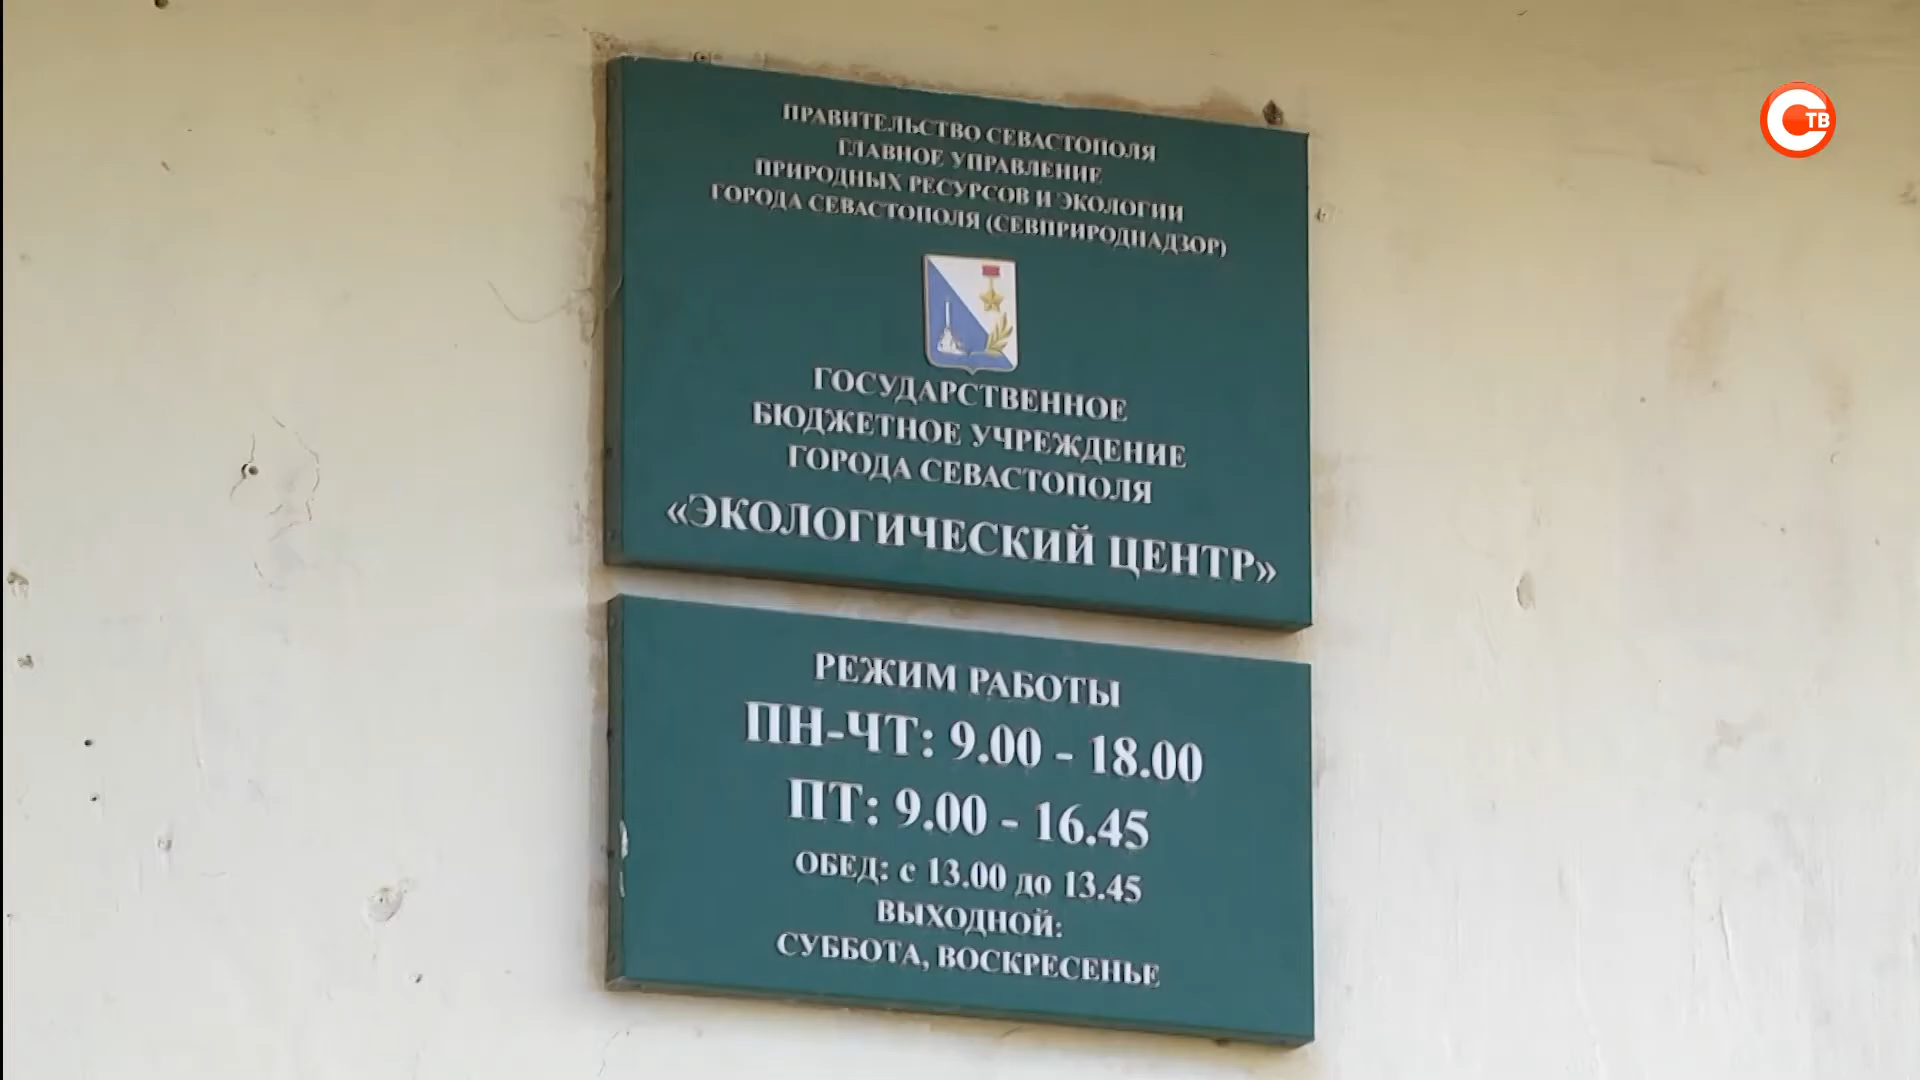 ПРАВИТЕЛЬСТВО СЕВАСТОПОЛЯ
ГЛАВНОЕ УПРАВЛЕНИЕ
ПРИРОДНЫХ РЕСУРСОВ И ЭКОЛОГИИ
ГОРОДА СЕВАСТОПОЛЯ (СЕВПРИРОДНАДЗОР)
ГОСУДАРСТВЕННОЕ
БЮДЖЕТНОЕ УЧРЕЖДЕНИЕ
ГОРОДА СЕВАСТОПОЛЯ
«ЭКОЛОГИЧЕСКИЙ ЦЕНТР»
РЕЖИМ РАБОТЫ
ПН-ЧТ: 9.00 - 18.00
ПТ: 9.00 - 16.45
ОБЕД: с 13.00 до 13.45
ВЫХОДНОЙ:
СУББОТА, ВОСКРЕСЕНЬЕ
СТВ